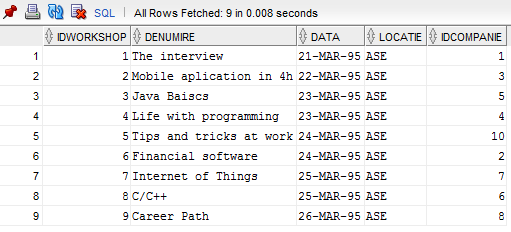 SQL | All Rows Fetched: 9 in 0.008 seconds
IDWORKSHOP DENUMIRE DATA LOCATIE IDCOMPANIE
1 1 The interview 21-MAR-95 ASE 1
2 2 Mobile aplication in 4h 22-MAR-95 ASE 3
3 3 Java Baiscs 23-MAR-95 ASE 5
4 4 Life with programming 23-MAR-95 ASE 4
5 5 Tips and tricks at work 24-MAR-95 ASE 10
6 6 Financial software 24-MAR-95 ASE 2
7 7 Internet of Things 25-MAR-95 ASE 7
8 8 C/C++ 25-MAR-95 ASE 6
9 9 Career Path 26-MAR-95 ASE 8